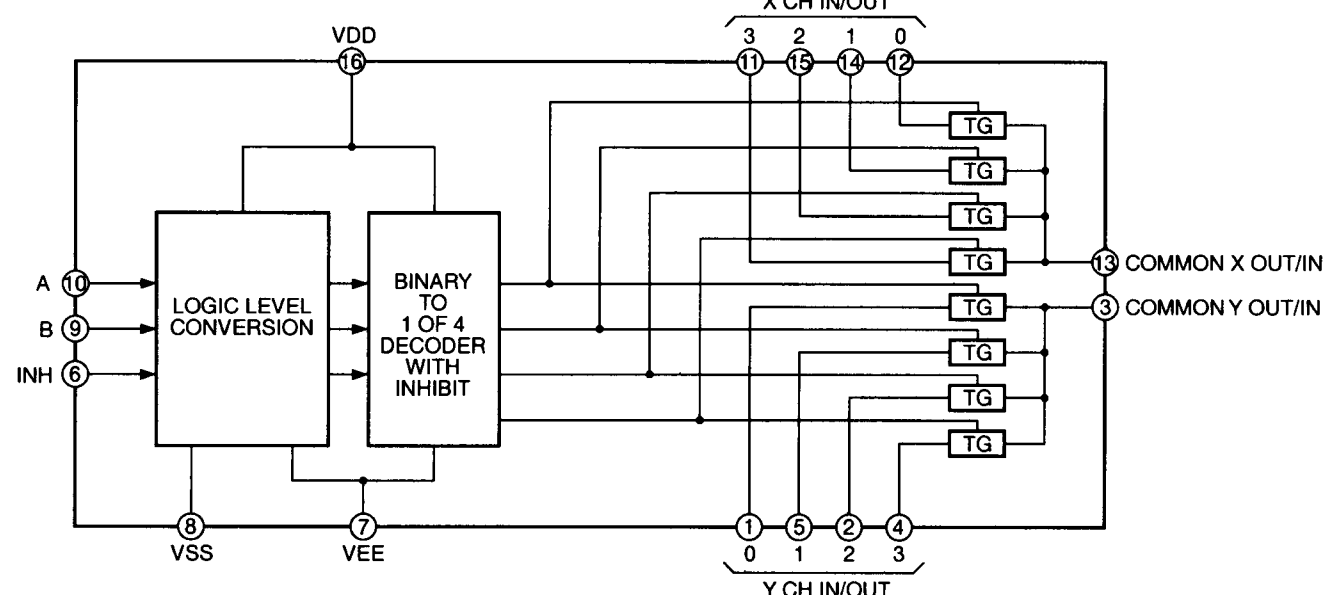 X CH IN/OUT
3 2 1 0
VDD
16 11 15 14 12
TG
TG
TG
TG
13 COMMON X OUT/IN
A 10
B 9
INH 6
LOGIC LEVEL
CONVERSION
BINARY
TO
1 OF 4
DECODER
WITH
INHIBIT
TG
3 COMMON Y OUT/IN
TG
TG
TG
8 7 1 5 2 4
VSS VEE 0 1 2 3
Y CH IN/OUT